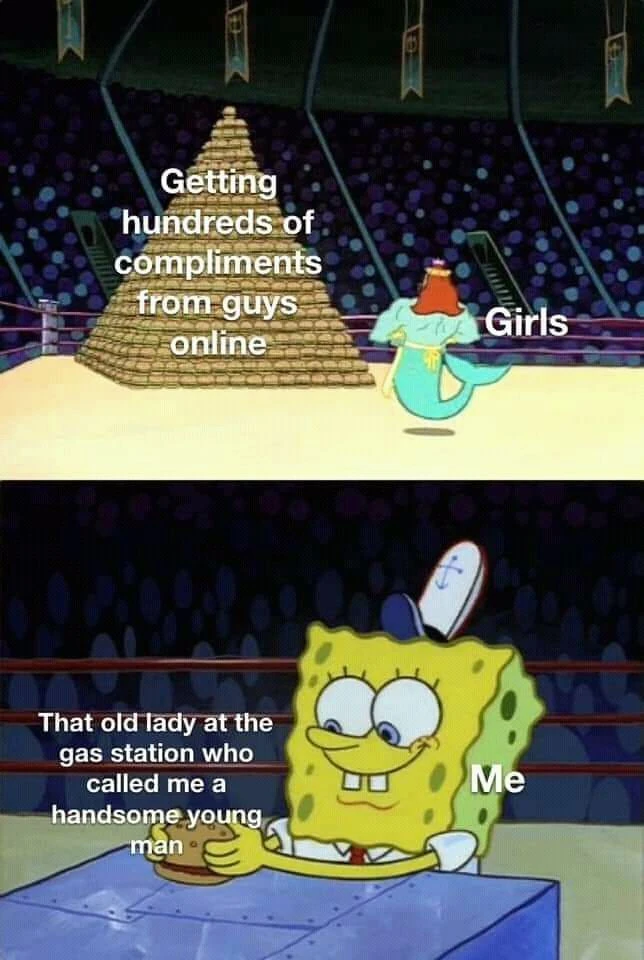 Getting
hundreds of
compliments
from guys
online
Girls
That old lady at the
gas station who
called me a
handsome young
man
Me